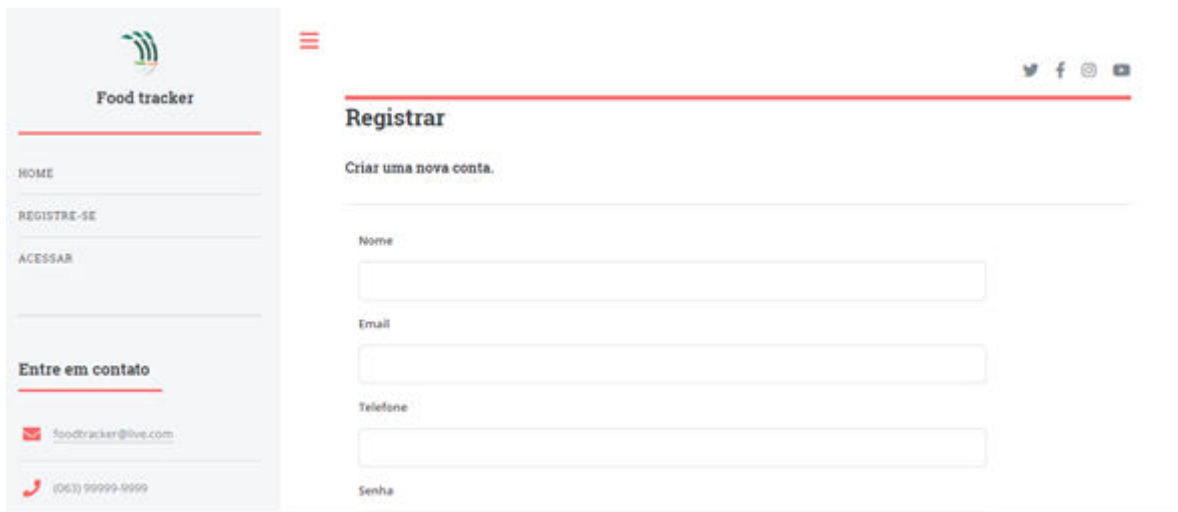 Food tracker
HOME
REGISTRE-SE
ACESSAR
Entre em contato
foodtracker@live.com
(063) 99999-9999
Registrar
Criar uma nova conta.
Nome
Email
Telefone
Senha